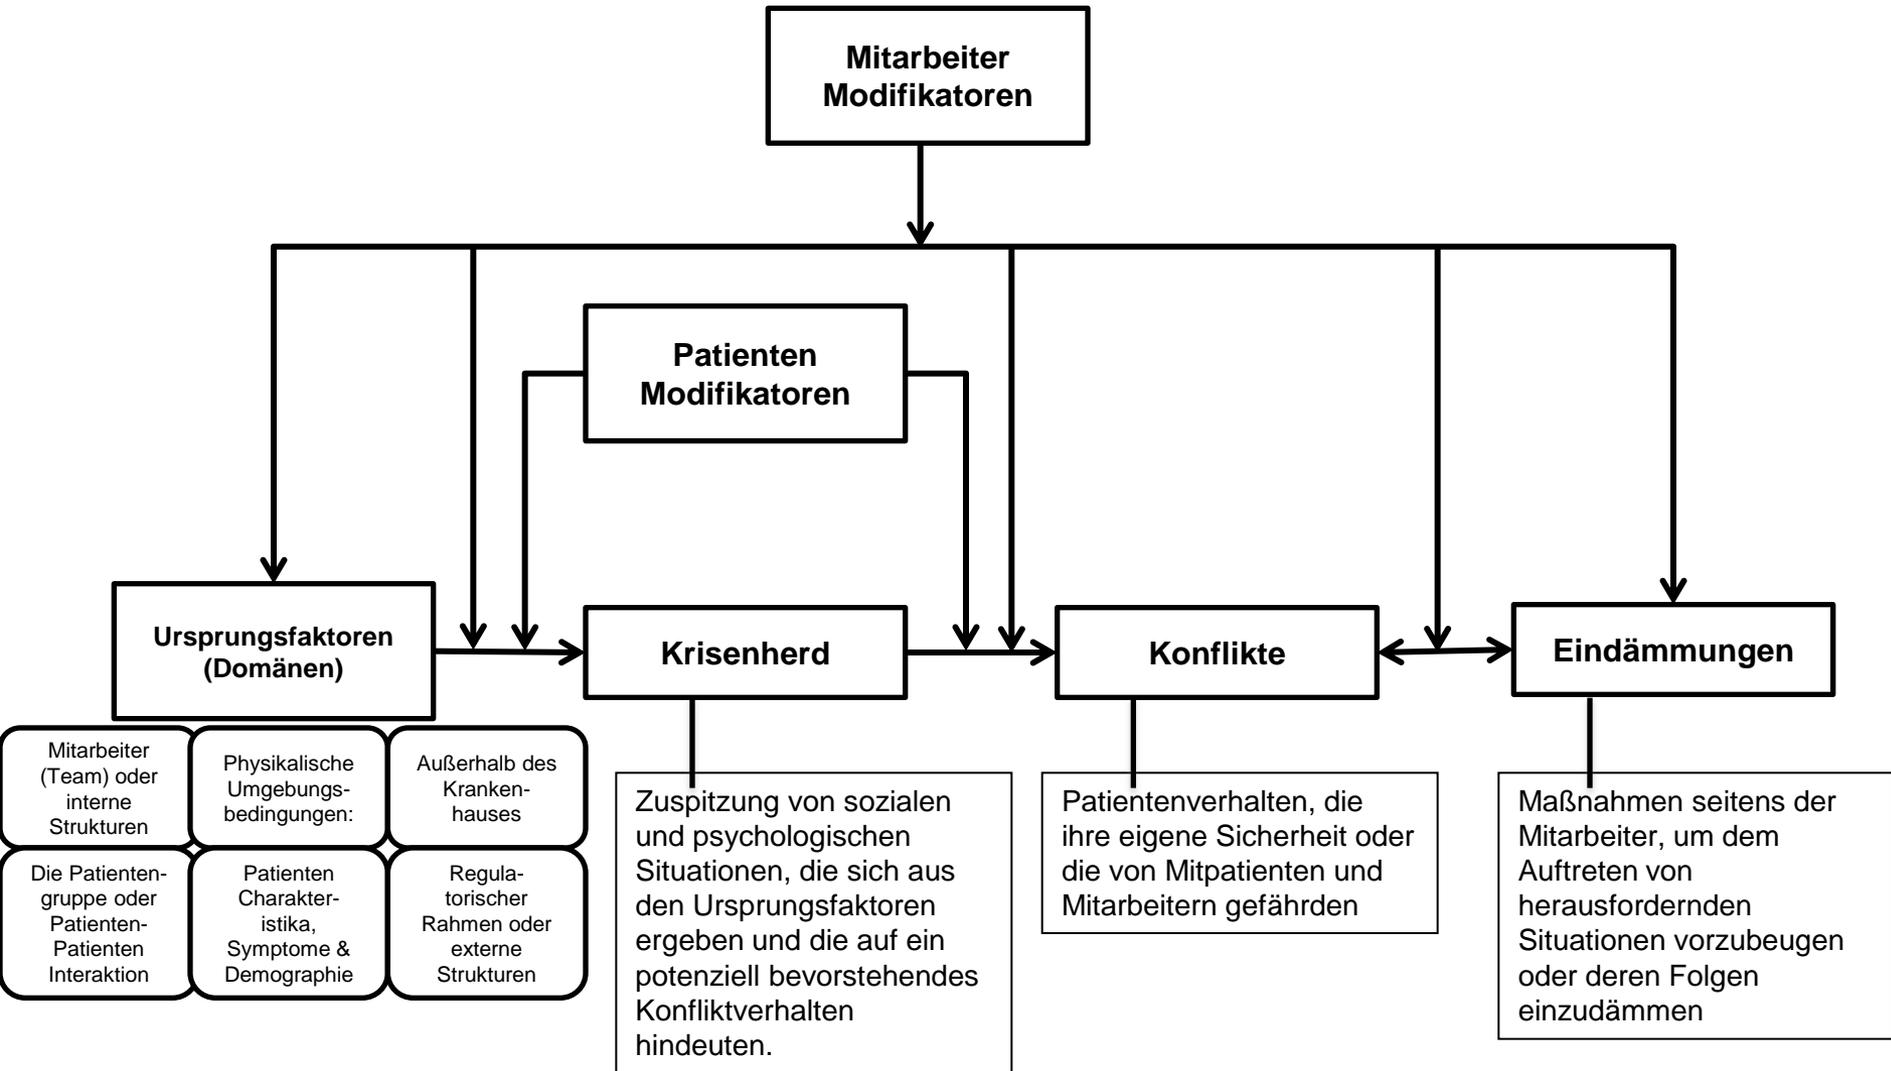 Mitarbeiter
Modifikatoren
Patienten
Modifikatoren
Ursprungsfaktoren
(Domänen)
Krisenherd
Konflikte
Eindämmungen
Mitarbeiter
(Team) oder
interne
Strukturen
Physikalische
Umgebungs-
bedingungen:
Außerhalb des
Kranken-
hauses
Die Patienten-
gruppe oder
Patienten-
Patienten
Interaktion
Patienten
Charakter-
istika,
Symptome &
Demographie
Regula-
torischer
Rahmen oder
externe
Strukturen
Zuspitzung von sozialen
und psychologischen
Situationen, die sich aus
den Ursprungsfaktoren
ergeben und die auf ein
potenziell bevorstehendes
Konfliktverhalten
hindeuten.
Patientenverhalten, die
ihre eigene Sicherheit oder
die von Mitpatienten und
Mitarbeitern gefährden
Maßnahmen seitens der
Mitarbeiter, um dem
Auftreten von
herausfordernden
Situationen vorzubeugen
oder deren Folgen
einzudämmen